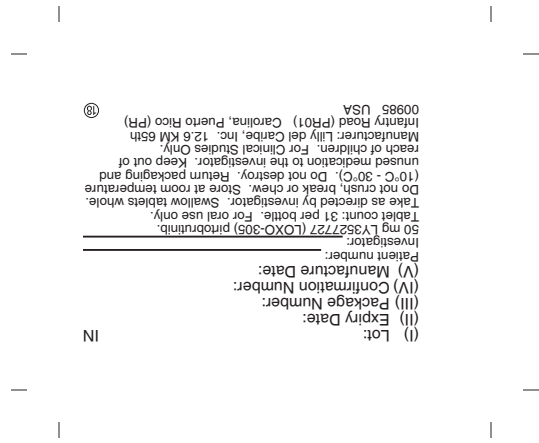 (I) Lot: IN
(II) Expiry Date:
(III) Package Number:
(IV) Confirmation Number:
(V) Manufacture Date:
Patient number:
Investigator:
50 mg LY3527727 (LOXO-305) pirtobrutinib.
Tablet count: 31 per bottle. For oral use only.
Take as directed by investigator. Swallow tablets whole.
Do not crush, break or chew. Store at room temperature
(10°C - 30°C). Do not destroy. Return packaging and
unused medication to the investigator. Keep out of
reach of children. For Clinical Studies Only.
Manufacturer: Lilly del Caribe, Inc. 12.6 KM 65th
Infantry Road (PR01) Carolina, Puerto Rico (PR)
00985 USA 18